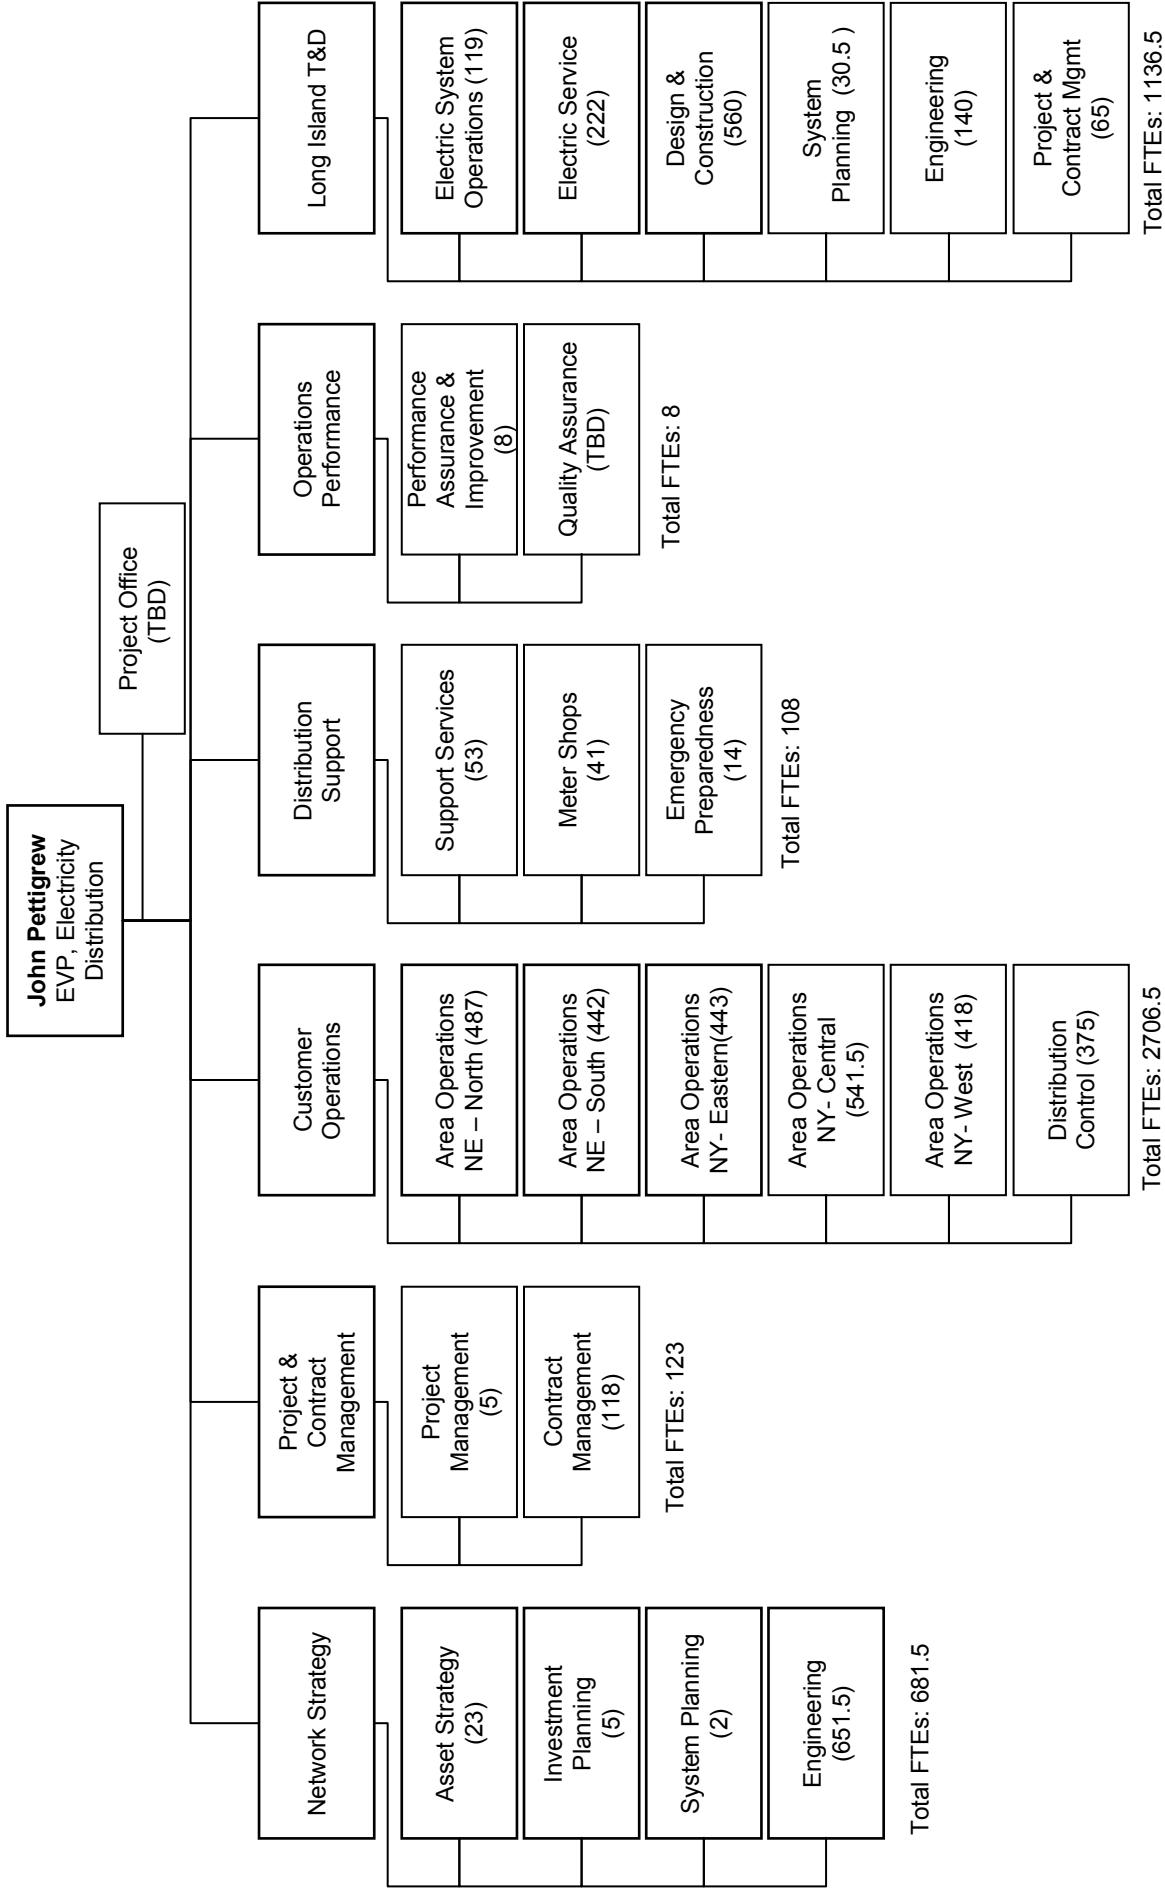 John Pettigrew
EVP, Electricity
Distribution
Project Office
(TBD)
Network Strategy
Asset Strategy
(23)
Investment
Planning
(5)
System Planning
(2)
Engineering
(651.5)
Total FTEs: 681.5
Project &
Contract
Management
Project
Management
(5)
Contract
Management
(118)
Total FTEs: 123
Customer
Operations
Area Operations
NE – North (487)
Area Operations
NE – South (442)
Area Operations
NY- Eastern(443)
Area Operations
NY- Central
(541.5)
Area Operations
NY- West (418)
Distribution
Control (375)
Total FTEs: 2706.5
Distribution
Support
Support Services
(53)
Meter Shops
(41)
Emergency
Preparedness
(14)
Total FTEs: 108
Operations
Performance
Performance
Assurance &
Improvement
(8)
Quality Assurance
(TBD)
Total FTEs: 8
Long Island T&D
Electric System
Operations (119)
Electric Service
(222)
Design &
Construction
(560)
System
Planning (30.5 )
Engineering
(140)
Project &
Contract Mgmt
(65)
Total FTEs: 1136.5